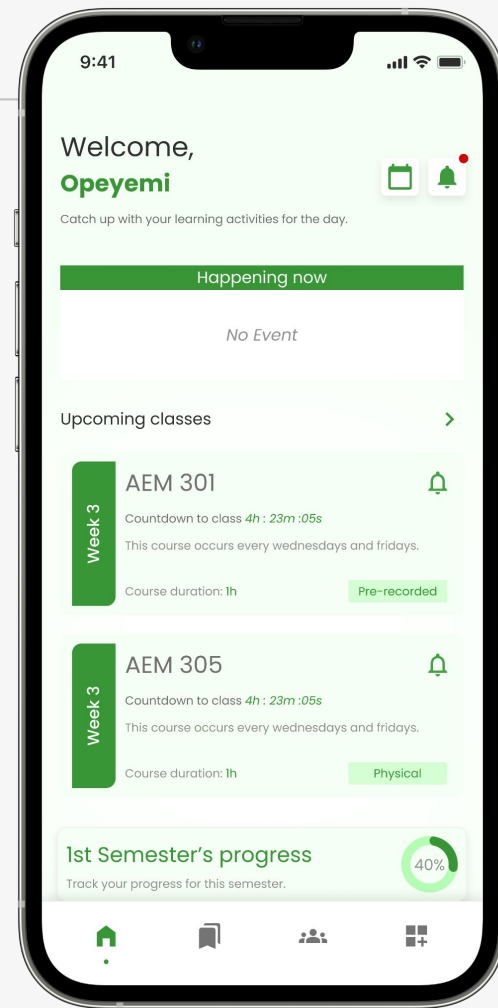 9:41
Welcome,
Opeyemi
Catch up with your learning activities for the day.
Happening now
No Event
Upcoming classes
Week 3
AEM 301
Countdown to class 4h : 23m :05s
This course occurs every wednesdays and fridays.
Course duration: 1h
Pre-recorded
Week 3
AEM 305
Countdown to class 4h : 23m :05s
This course occurs every wednesdays and fridays.
Course duration: 1h
Physical
1st Semester’s progress
Track your progress for this semester.
40%